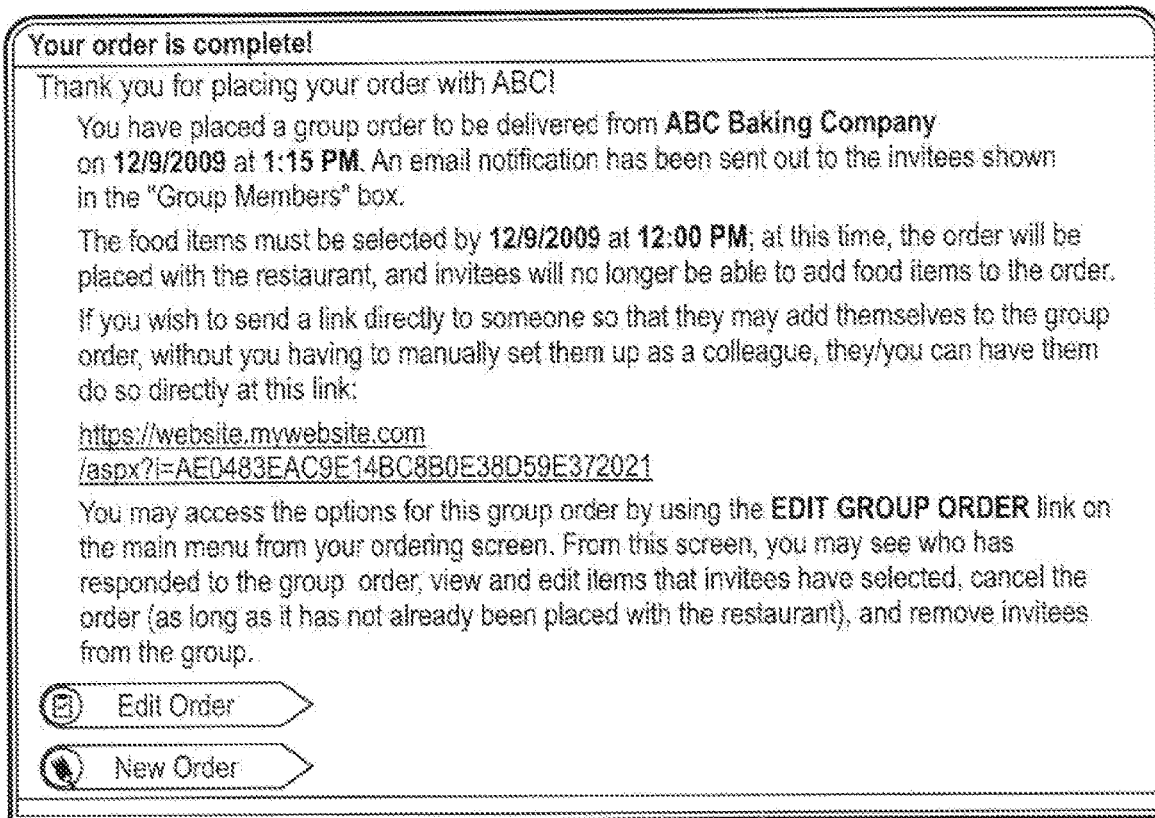 Your order is complete!
Thank you for placing your order with ABC!
You have placed a group order to be delivered from ABC Baking Company
on 12/9/2009 at 1:15 PM. An email notification has been sent out to the invitees shown
in the "Group Members" box.
The food items must be selected by 12/9/2009 at 12:00 PM; at this time, the order will be
placed with the restaurant, and invitees will no longer be able to add food items to the order.
If you wish to send a link directly to someone so that they may add themselves to the group
order, without you having to manually set them up as a colleague, they/you can have them
do so directly at this link:
https://website.mywebsite.com
/aspx?i=AE0483EAC9E14BC8B0E38D59E372021
You may access the options for this group order by using the EDIT GROUP ORDER link on
the main menu from your ordering screen. From this screen, you may see who has
responded to the group order, view and edit items that invitees have selected, cancel the
order (as long as it has not already been placed with the restaurant), and remove invitees
from the group.
Edit Order
New Order